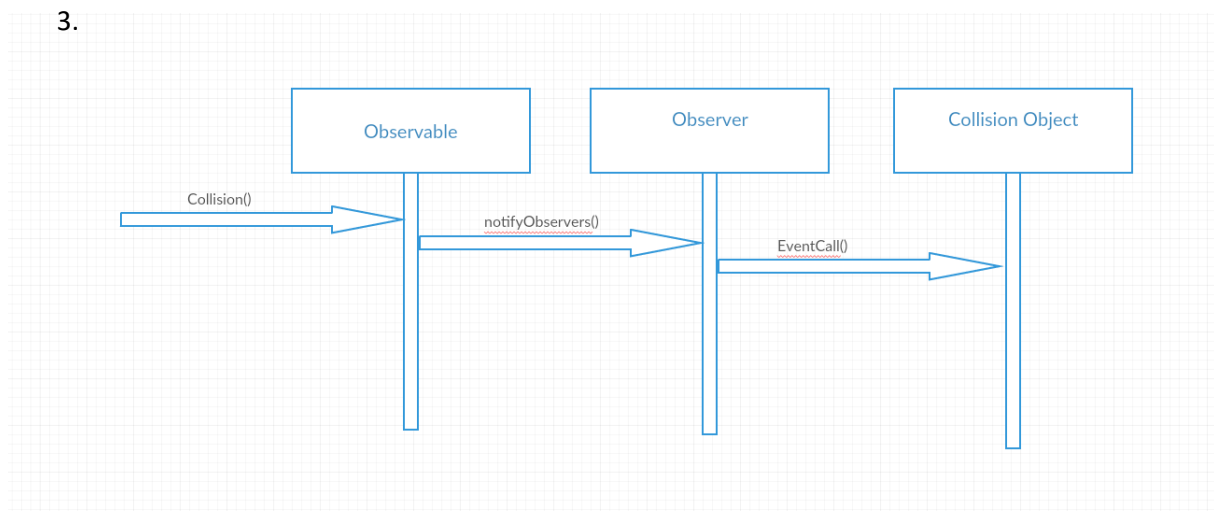 3.
Observable
Observer
Collision Object
Collision()
notifyObservers()
EventCall()